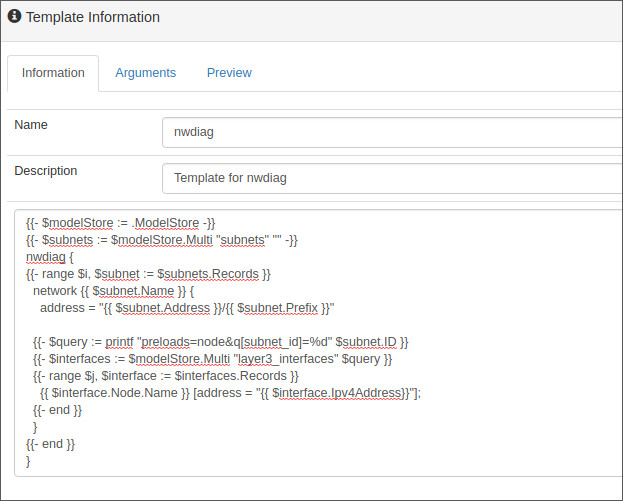 Template Information
Information Arguments Preview
Name nwdiag
Description Template for nwdiag
{{- $modelStore := .ModelStore -}}
{{- $subnets := $modelStore.Multi "subnets" "" -}}
nwdiag {
{{- range $i, $subnet := $subnets.Records }}
  network {{ $subnet.Name }} {
    address = "{{ $subnet.Address }}/{{ $subnet.Prefix }}"
  {{- $query := printf "preloads=node&q[subnet_id]=%d" $subnet.ID }}
  {{- $interfaces := $modelStore.Multi "layer3_interfaces" $query }}
  {{- range $j, $interface := $interfaces.Records }}
    {{ $interface.Node.Name }} [address = "{{ $interface.Ipv4Address}}"];
  {{- end }}
  }
{{- end }}
}